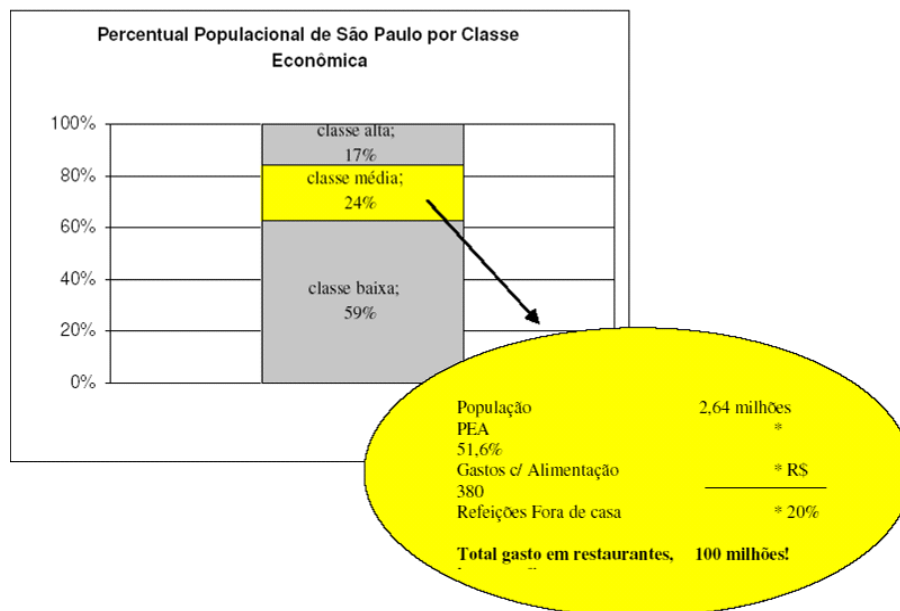 Percentual Populacional de São Paulo por Classe
Econômica
100%
80%
60%
40%
20%
0%
classe alta;
17%
classe média;
24%
classe baixa;
59%
População 2,64 milhões
PEA *
51,6%
Gastos c/ Alimentação * R$
380
Refeições Fora de casa * 20%
Total gasto em restaurantes, 100 milhões!